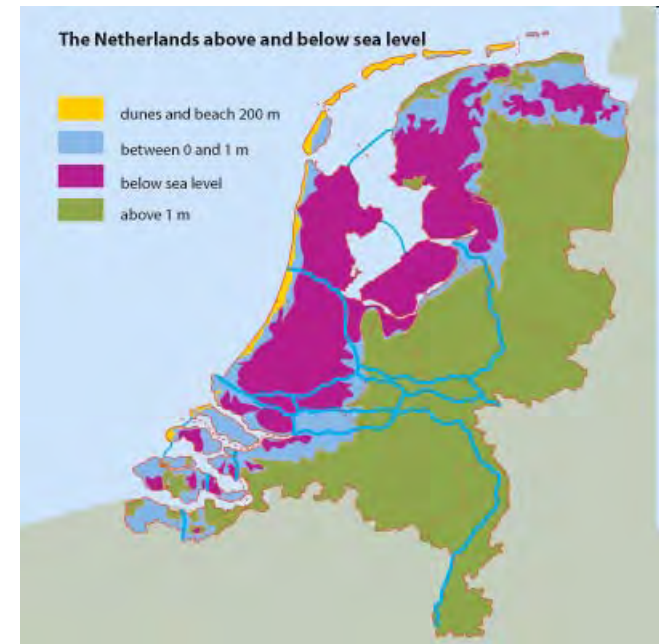 The Netherlands above and below sea level
dunes and beach 200 m
between 0 and 1 m
below sea level
above 1 m